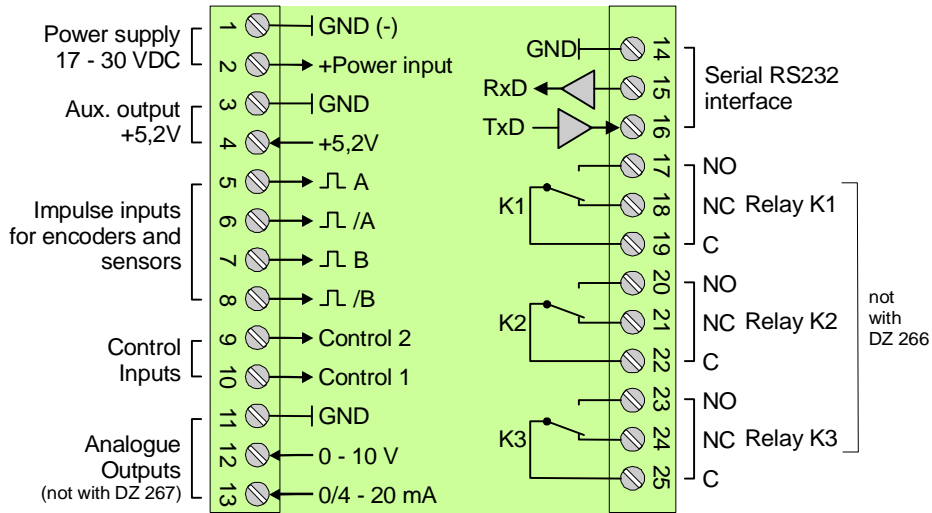 Power supply
17 - 30 VDC
Aux. output
+5,2V
Impulse inputs
for encoders and
sensors
Control
Inputs
Analogue
Outputs
(not with DZ 267)
1 GND (-)
2 +Power input
3 GND
4 +5,2V
5 A
6 /A
7 B
8 /B
9 Control 2
10 Control 1
11 GND
12 0 - 10 V
13 0/4 - 20 mA
GND 14
RxD 15
TxD 16
Serial RS232
interface
17 NO
K1 18 NC Relay K1
19 C
20 NO
K2 21 NC Relay K2
22 C
23 NO
K3 24 NC Relay K3
25 C
not
with
DZ 266